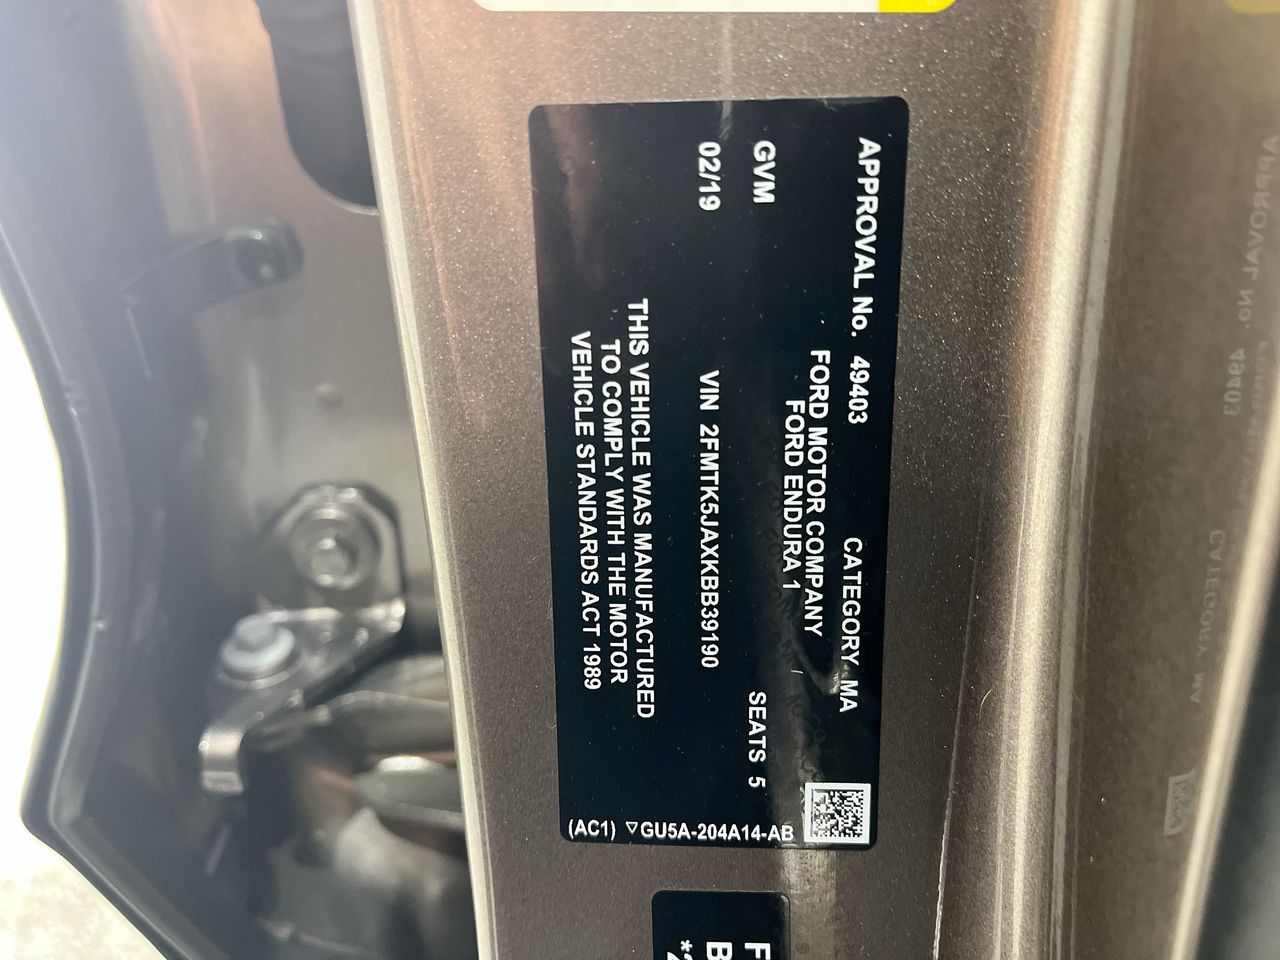 APPROVAL No. 49403 CATEGORY MA
FORD MOTOR COMPANY
FORD ENDURA 1
GVM SEATS 5
02/19 VIN 2FMTK5JAXKBB39190
THIS VEHICLE WAS MANUFACTURED
TO COMPLY WITH THE MOTOR
VEHICLE STANDARDS ACT 1989
(AC1) ▽GU5A-204A14-AB
F
B
*2